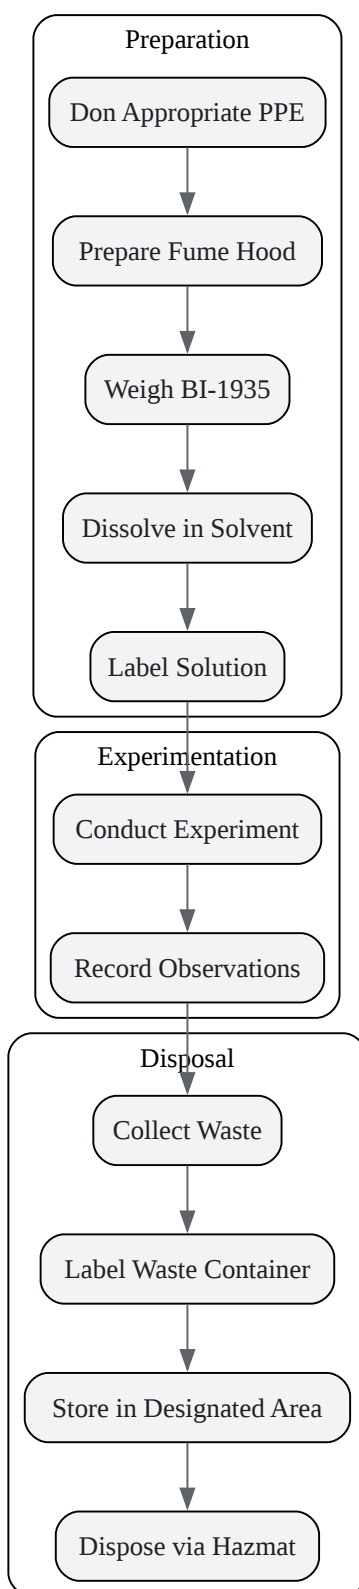 Preparation
Don Appropriate PPE
Prepare Fume Hood
Weigh BI-1935
Dissolve in Solvent
Label Solution
Experimentation
Conduct Experiment
Record Observations
Disposal
Collect Waste
Label Waste Container
Store in Designated Area
Dispose via Hazmat